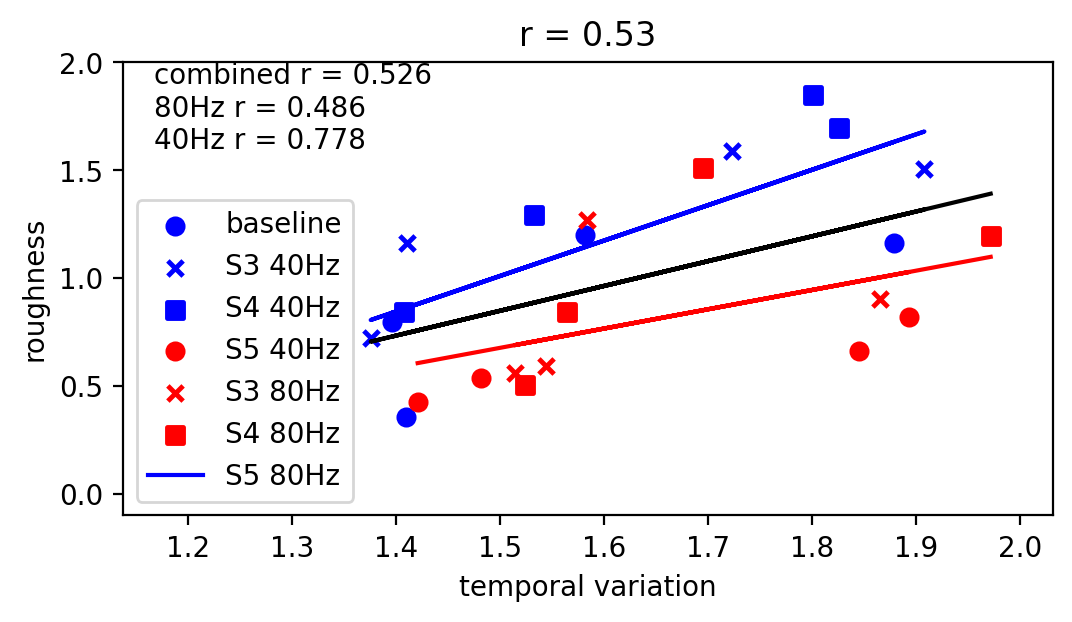 r = 0.53
combined r = 0.526
80Hz r = 0.486
40Hz r = 0.778
baseline
S3 40Hz
S4 40Hz
S5 40Hz
S3 80Hz
S4 80Hz
S5 80Hz
roughness
2.0
1.5
1.0
0.5
0.0
1.2 1.3 1.4 1.5 1.6 1.7 1.8 1.9 2.0
temporal variation